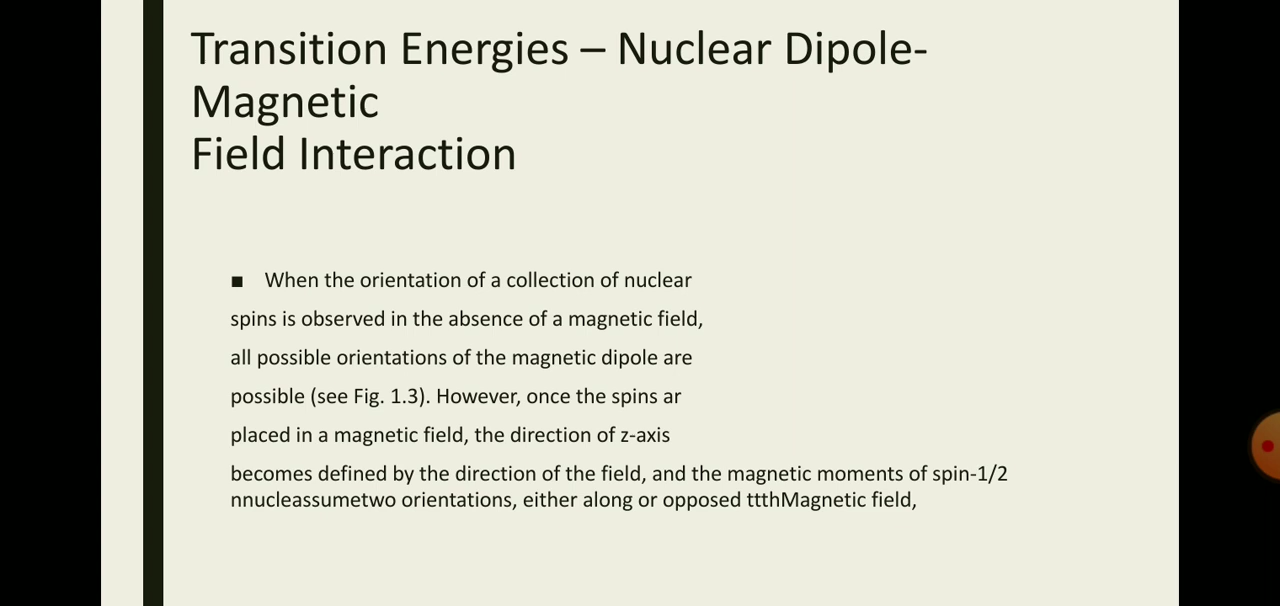 Transition Energies – Nuclear Dipole-
Magnetic
Field Interaction
■ When the orientation of a collection of nuclear
spins is observed in the absence of a magnetic field,
all possible orientations of the magnetic dipole are
possible (see Fig. 1.3). However, once the spins ar
placed in a magnetic field, the direction of z-axis
becomes defined by the direction of the field, and the magnetic moments of spin-1/2
nnucleassumetwo orientations, either along or opposed ttthMagnetic field,